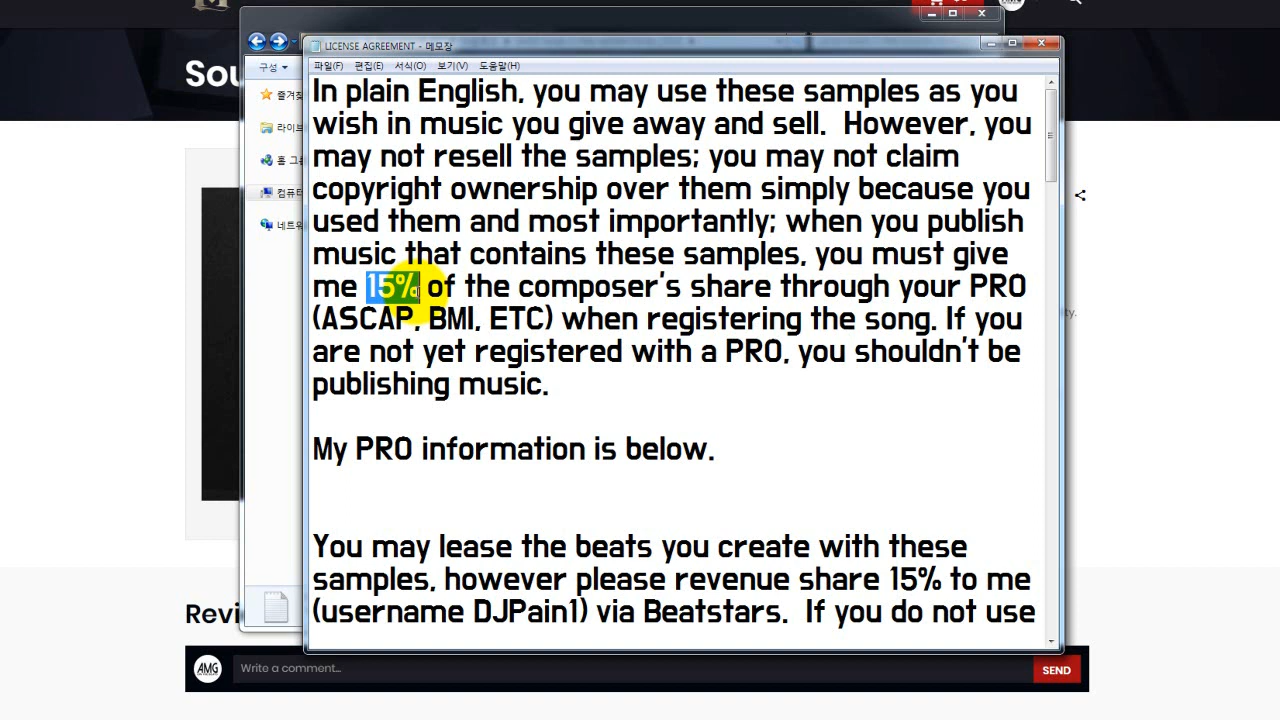 Sou
LICENSE AGREEMENT - 메모장
구성
파일(F) 편집(E) 서식(O) 보기(V) 도움말(H)
즐겨찾
라이브
홈 그
컴퓨터
네트워
In plain English, you may use these samples as you
wish in music you give away and sell.  However, you
may not resell the samples; you may not claim
copyright ownership over them simply because you
used them and most importantly; when you publish
music that contains these samples, you must give
me 15% of the composer's share through your PRO
(ASCAP, BMI, ETC) when registering the song. If you
are not yet registered with a PRO, you shouldn't be
publishing music.
My PRO information is below.
You may lease the beats you create with these
samples, however please revenue share 15% to me
(username DJPain1) via Beatstars.  If you do not use
ty.
Revi
AMG
Write a comment...
SEND